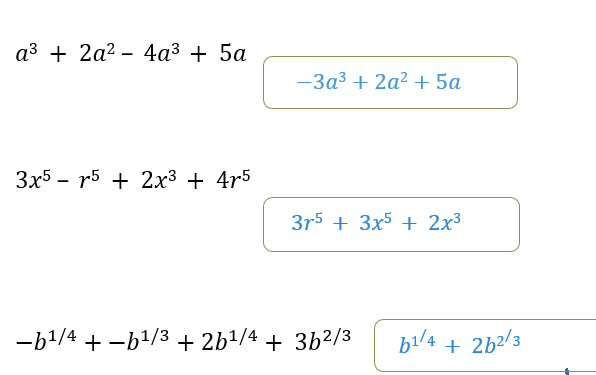 a³ + 2a² – 4a³ + 5a
−3a³ + 2a² + 5a
3x⁵ – r⁵ + 2x³ + 4r⁵
3r⁵ + 3x⁵ + 2x³
−b^1/4 + −b^1/3 + 2b^1/4 + 3b^2/3
b^1/4 + 2b^2/3